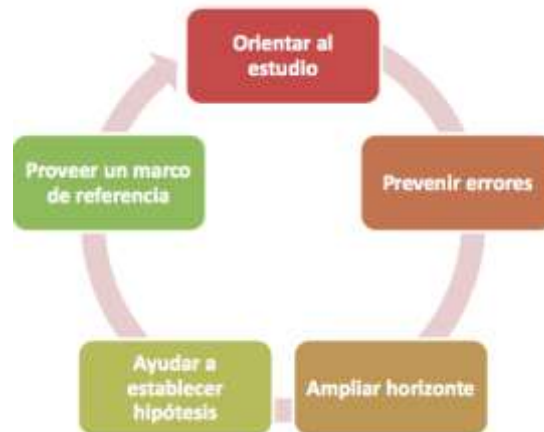 Orientar al
estudio
Prevenir errores
Ampliar horizonte
Ayudar a
establecer
hipótesis
Proveer un marco
de referencia